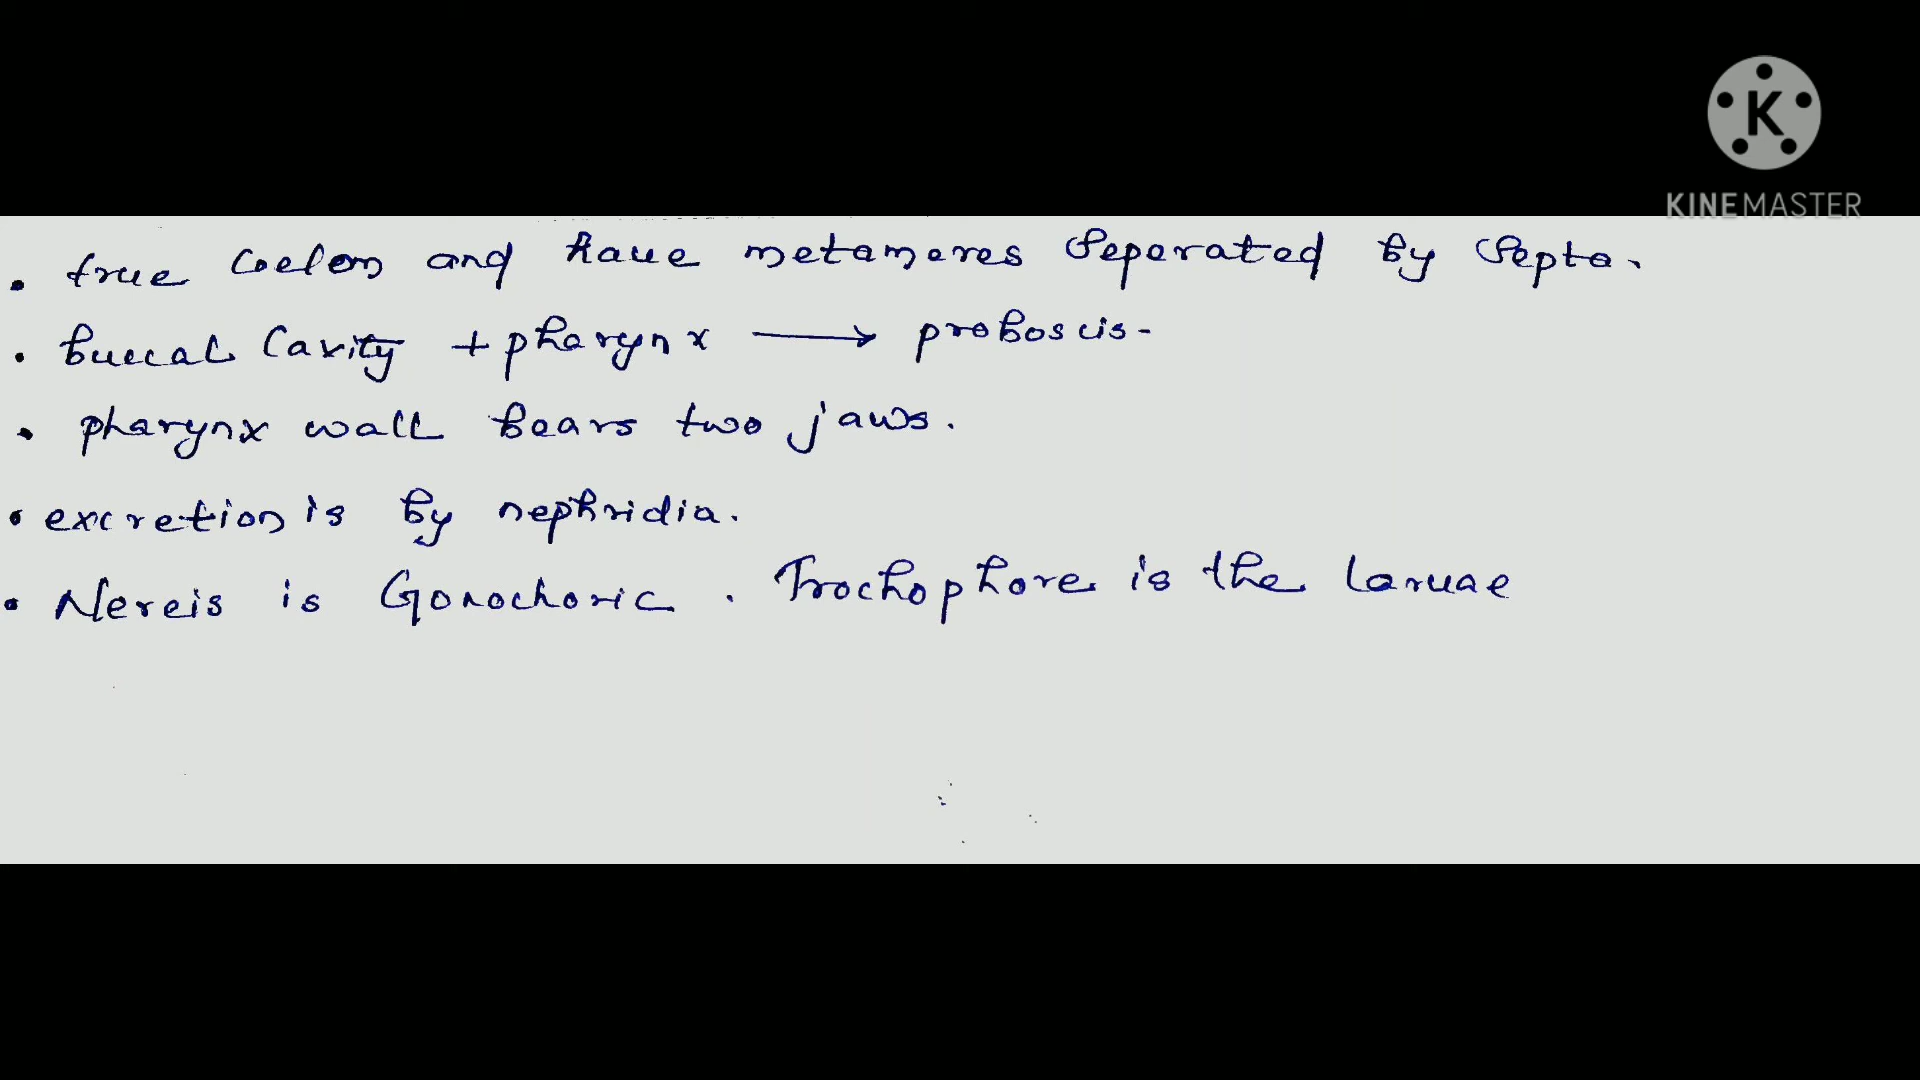 KINEMASTER
• true Coelom and have metameres Separated by Septa.
• buccal Cavity + pharynx → proboscis-
• pharynx wall bears two jaws.
• excretion is by nephridia.
• Nereis is Gonochoric. Trochophore is the larvae